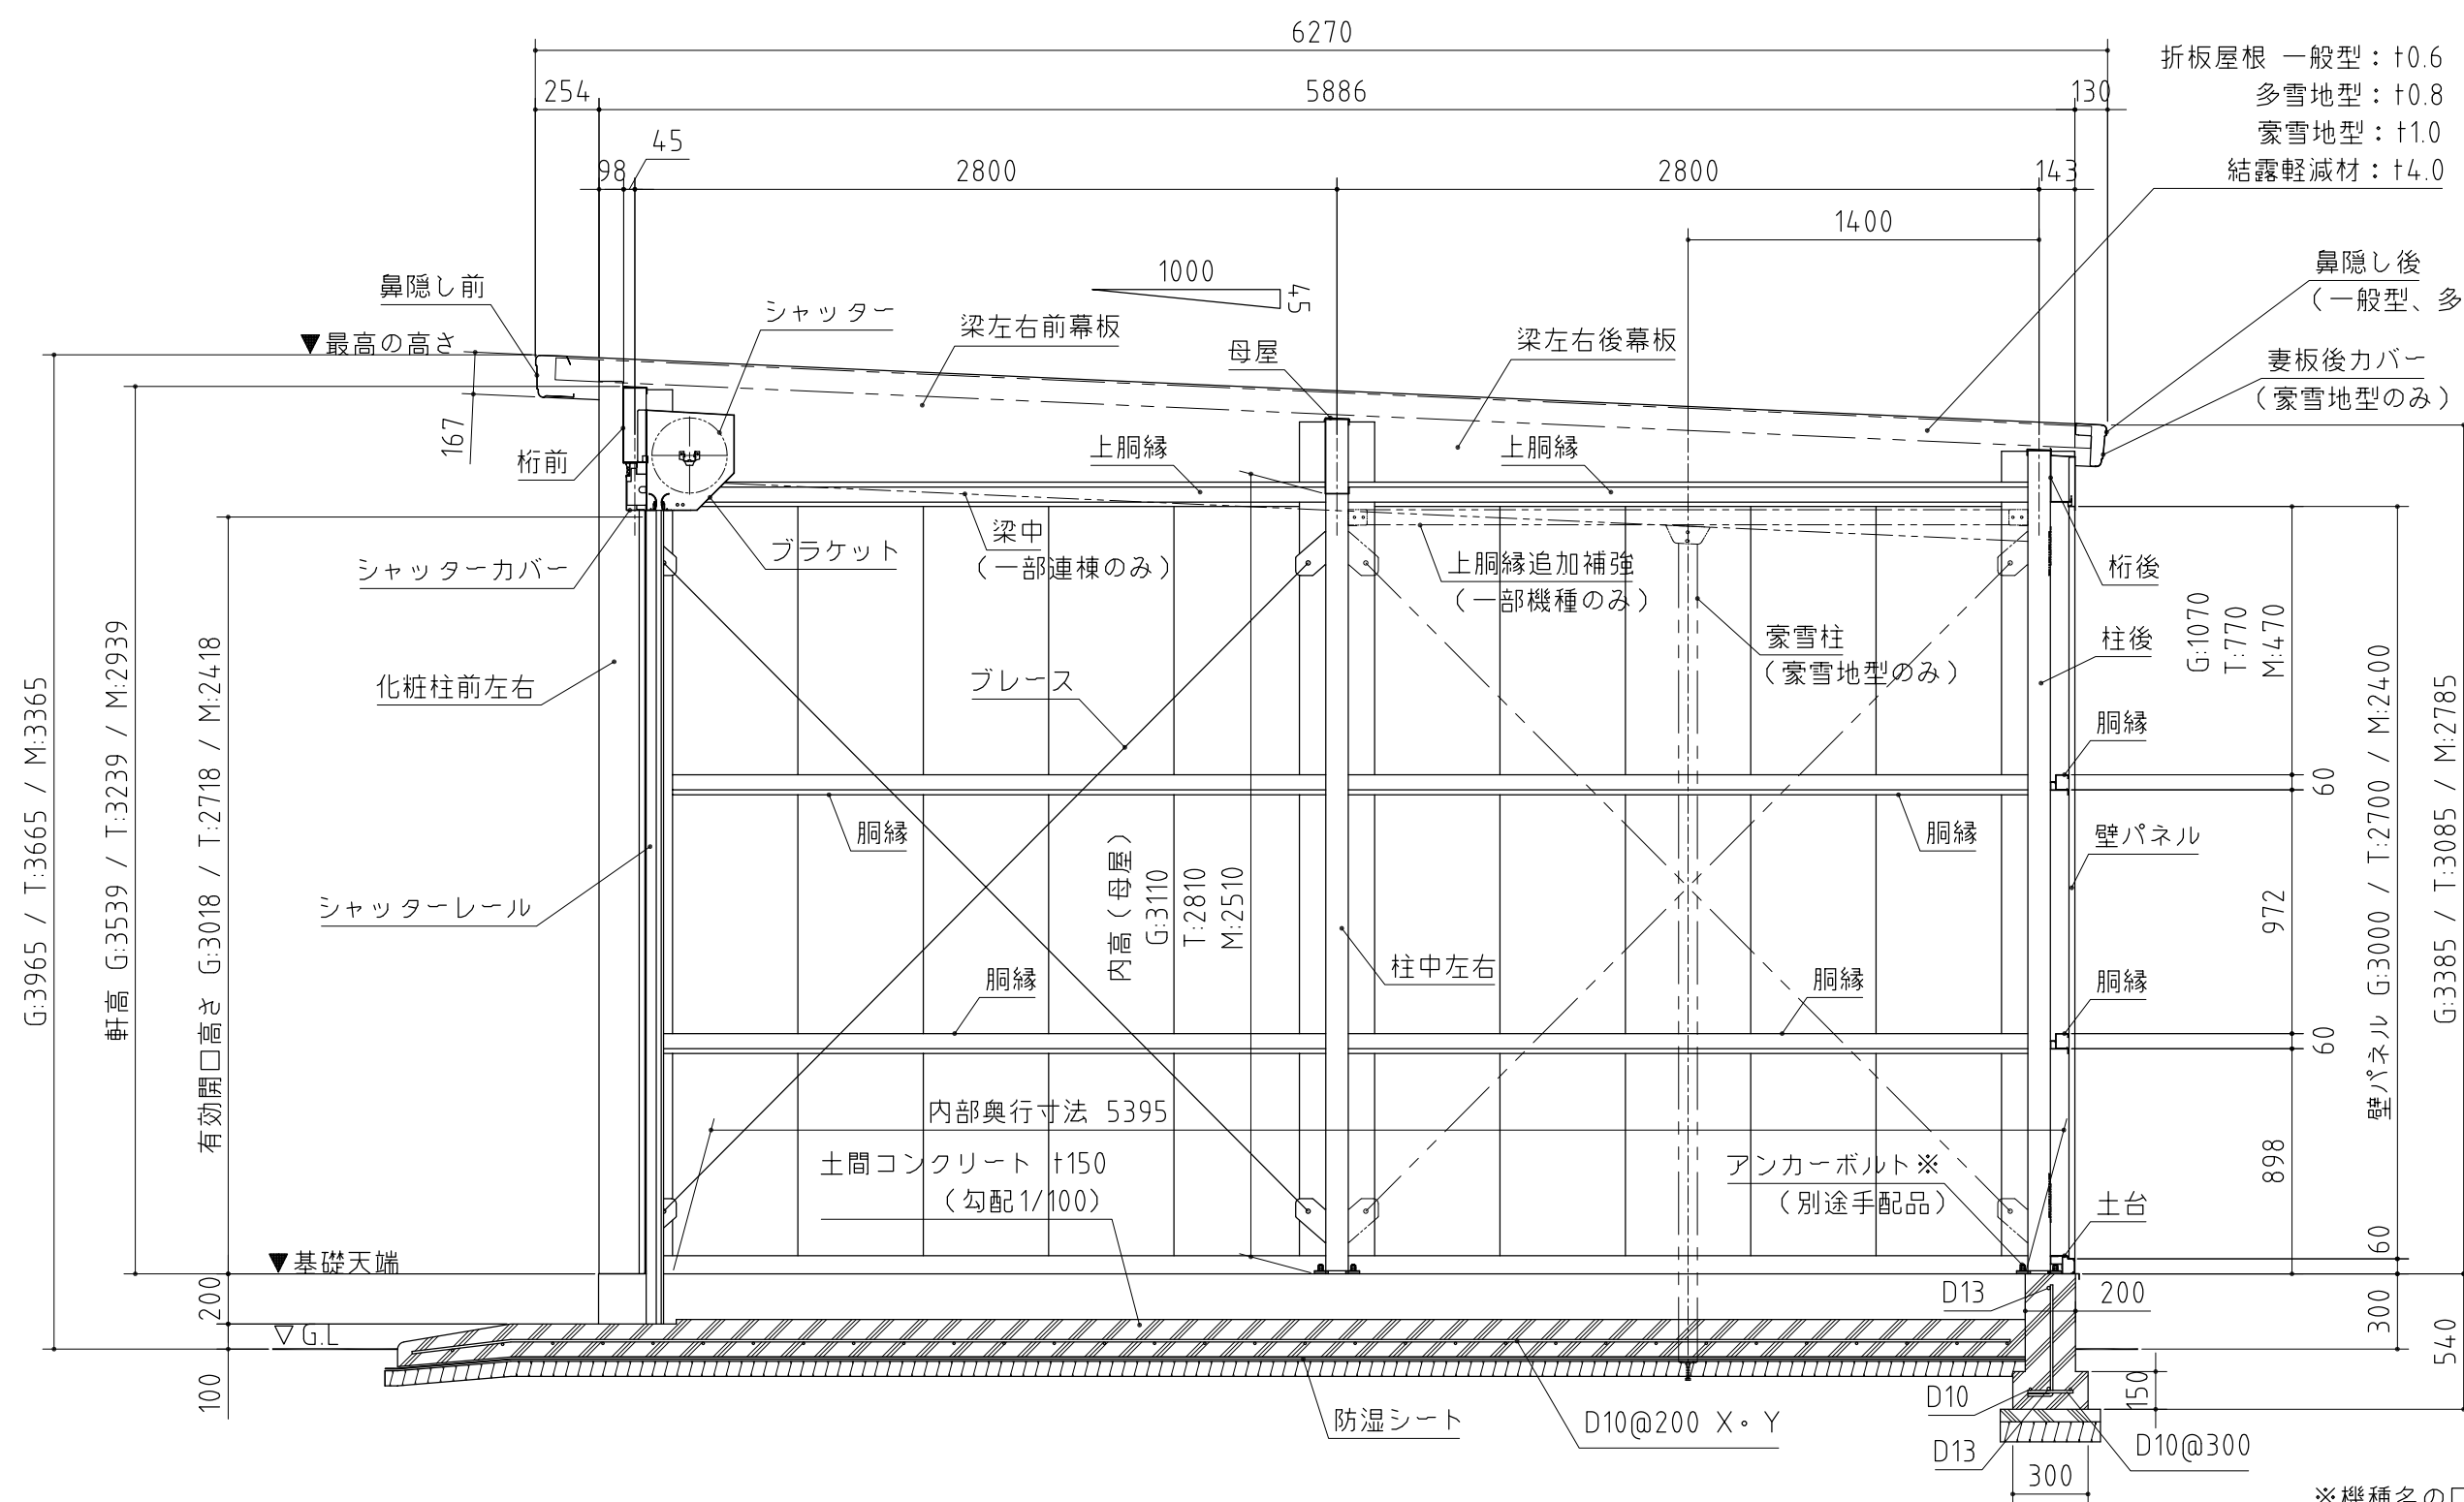 6270
254
5886
130
98
45
2800
2800
143
1400
折板屋根 一般型：t0.6
多雪地型：t0.8
豪雪地型：t1.0
結露軽減材：t4.0
1000
45
鼻隠し前
シャッター
梁左右前幕板
母屋
梁左右後幕板
鼻隠し後
（一般型、多
妻板後カバー
（豪雪地型のみ）
▼最高の高さ
167
桁前
上胴縁
上胴縁
シャッターカバー
ブラケット
梁中
（一部連棟のみ）
上胴縁追加補強
（一部機種のみ）
桁後
豪雪柱
（豪雪地型のみ）
柱後
化粧柱前左右
ブレース
胴縁
胴縁
胴縁
壁パネル
シャッターレール
柱中左右
胴縁
胴縁
胴縁
内高（母屋）
G:3110
T:2810
M:2510
G:3965 / T:3665 / M:3365
軒高 G:3539 / T:3239 / M:2939
有効開口高さ G:3018 / T:2718 / M:2418
G:1070
T:770
M:470
60
972
60
898
60
300
壁パネル G:3000 / T:2700 / M:2400
G:3385 / T:3085 / M:2785
540
内部奥行寸法 5395
土間コンクリート t150
（勾配1/100）
アンカーボルト※
（別途手配品）
土台
▼基礎天端
200
▽G.L
100
D13
200
150
D10
D13
D10@300
300
防湿シート
D10@200 X・Y